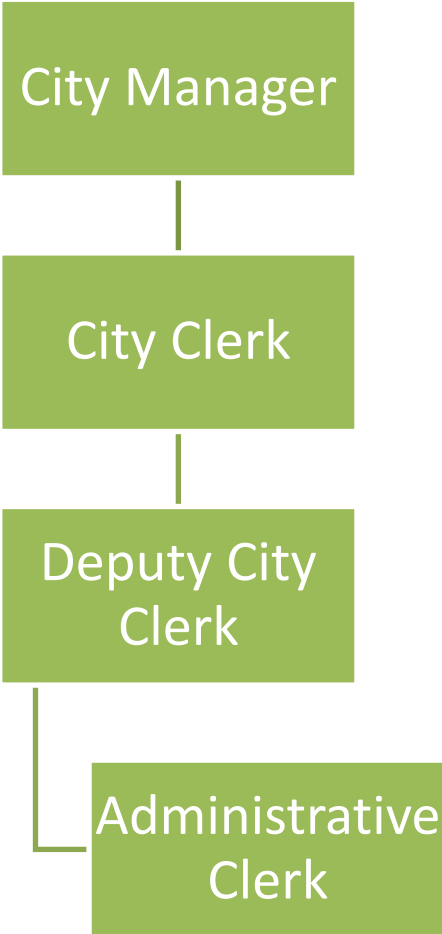 City Manager
City Clerk
Deputy City
Clerk
Administrative
Clerk